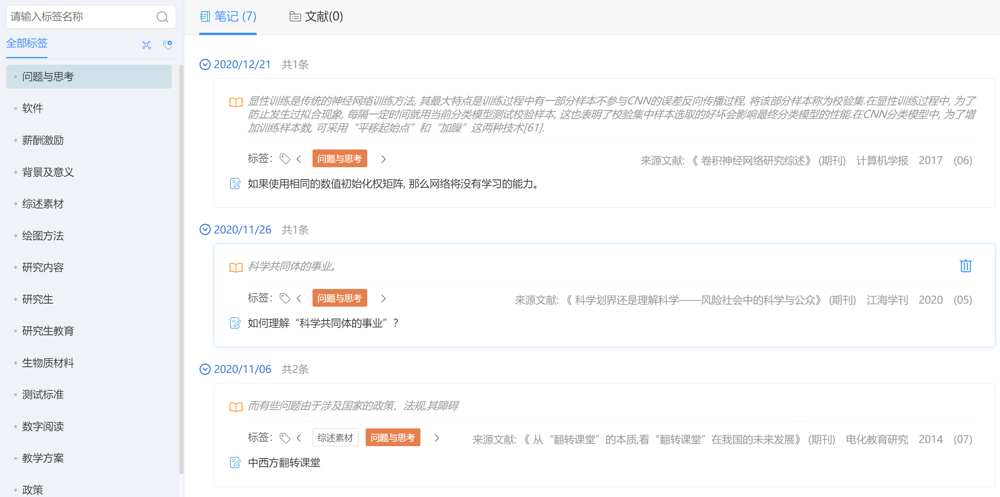 请输入标签名称
全部标签
问题与思考
软件
薪酬激励
背景及意义
综述素材
绘图方法
研究内容
研究生
研究生教育
生物质材料
测试标准
数字阅读
教学方案
政策
笔记 (7)
文献(0)
2020/12/21 共1条
显性训练是传统的神经网络训练方法, 其最大特点是训练过程中有一部分样本不参与CNN的误差反向传播过程, 将该部分样本称为校验集.在显性训练过程中, 为了
防止发生过拟合现象, 每隔一定时间就用当前分类模型测试校验样本, 这也表明了校验集中样本选取的好坏会影响最终分类模型的性能.在CNN分类模型中, 为了增
加训练样本数, 可采用“平移起始点”和“加躁”这两种技术[61].
标签: 问题与思考 来源文献: 《 卷积神经网络研究综述》 (期刊) 计算机学报 2017 (06)
如果使用相同的数值初始化权矩阵, 那么网络将没有学习的能力。
2020/11/26 共1条
科学共同体的事业。
标签: 问题与思考 来源文献: 《 科学划界还是理解科学——风险社会中的科学与公众》 (期刊) 江海学刊 2020 (05)
如何理解“科学共同体的事业”？
2020/11/06 共2条
而有些问题由于涉及国家的政策、法规,其障碍
标签: 综述素材 问题与思考 来源文献: 《 从“翻转课堂”的本质,看“翻转课堂”在我国的未来发展》 (期刊) 电化教育研究 2014 (07)
中西方翻转课堂